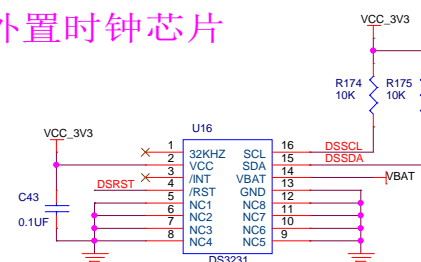 外置时钟芯片
VCC_3V3
R174
10K
R175
10K
VCC_3V3
C43
0.1UF
U16
1 32KHZ SCL 16 DSSCL
2 VCC SDA 15 DSSDA
3 /INT VBAT 14 VBAT
DSRST 4 /RST GND 13
5 NC1 NC8 12
6 NC2 NC7 11
7 NC3 NC6 10
8 NC4 NC5 9
DS3231